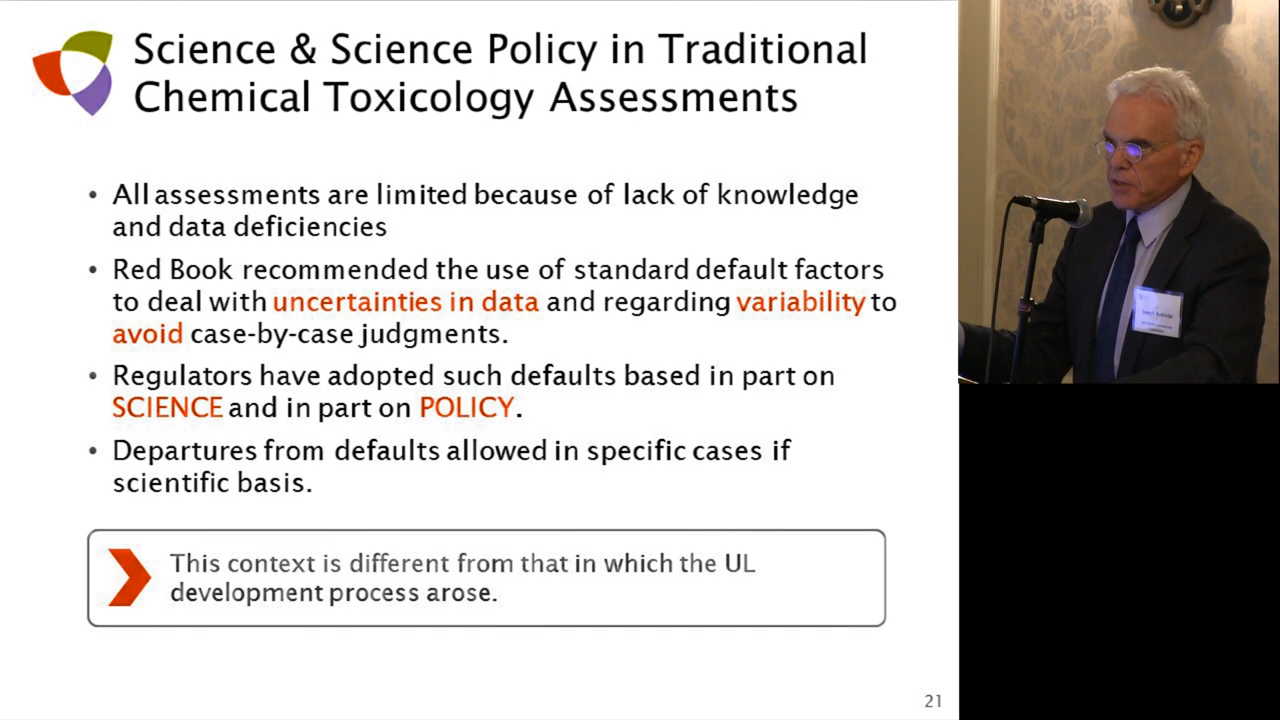 Science & Science Policy in Traditional
Chemical Toxicology Assessments
• All assessments are limited because of lack of knowledge
and data deficiencies
• Red Book recommended the use of standard default factors
to deal with uncertainties in data and regarding variability to
avoid case-by-case judgments.
• Regulators have adopted such defaults based in part on
SCIENCE and in part on POLICY.
• Departures from defaults allowed in specific cases if
scientific basis.
This context is different from that in which the UL
development process arose.
21